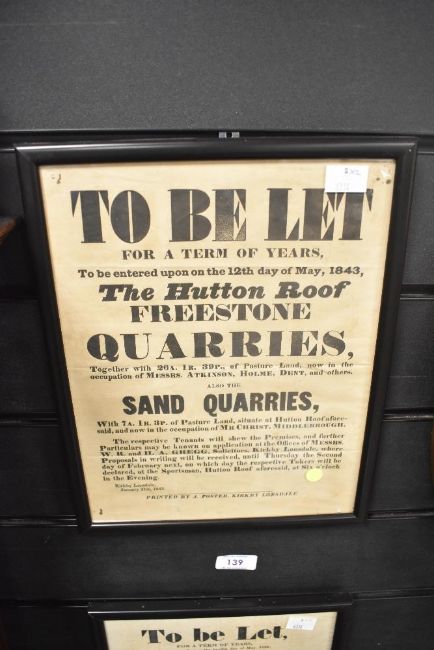 TO BE LET
FOR A TERM OF YEARS,
To be entered upon on the 12th day of May, 1843,
The Hutton Roof
FREESTONE
QUARRIES,
Together with 26A. 1R. 39P., of Pasture Land, now in the
occupation of MESSRS. ATKINSON, HOLME, DENT, and others.
ALSO THE
SAND QUARRIES,
With 7A. 1R. 3P. of Pasture Land, situate at Hutton Roof afore-
said, and now in the occupation of MR CHRIST. MIDDLEBROUGH.
The respective Tenants will shew the Premises, and further
Particulars may be known on application at the Offices of MESSRS.
W. R. and H. A. GREGG, Solicitors, Kirkby Lonsdale, where
Proposals in writing will be received, until Thursday the Second
day of February next, on which day the respective Takers will be
declared, at the Sportsman, Hutton Roof aforesaid, at Six o'clock
in the Evening.
Kirkby Lonsdale,
January 1843.
PRINTED BY J. FOSTER, KIRKBY LONSDALE
139
To be Let,
FOR A TERM OF YEARS,